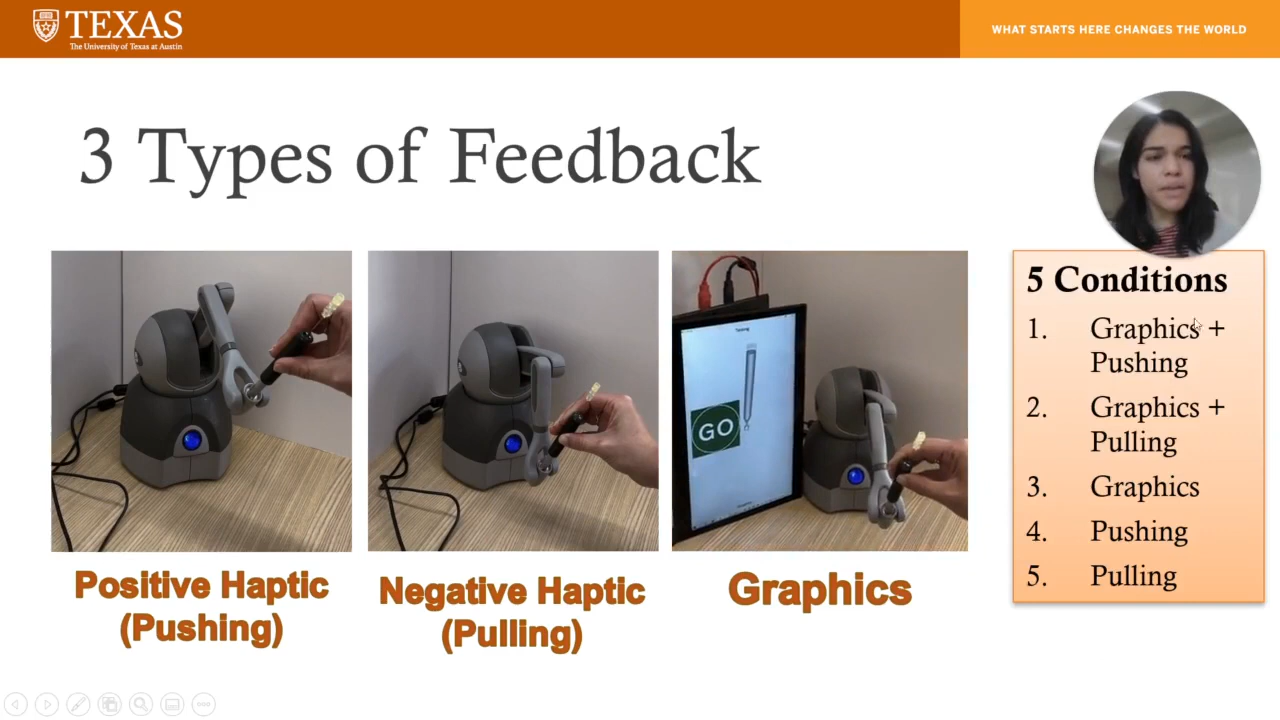 TEXAS
The University of Texas at Austin
WHAT STARTS HERE CHANGES THE WORLD
3 Types of Feedback
GO
Positive Haptic
(Pushing)
Negative Haptic
(Pulling)
Graphics
5 Conditions
1. Graphics +
Pushing
2. Graphics +
Pulling
3. Graphics
4. Pushing
5. Pulling